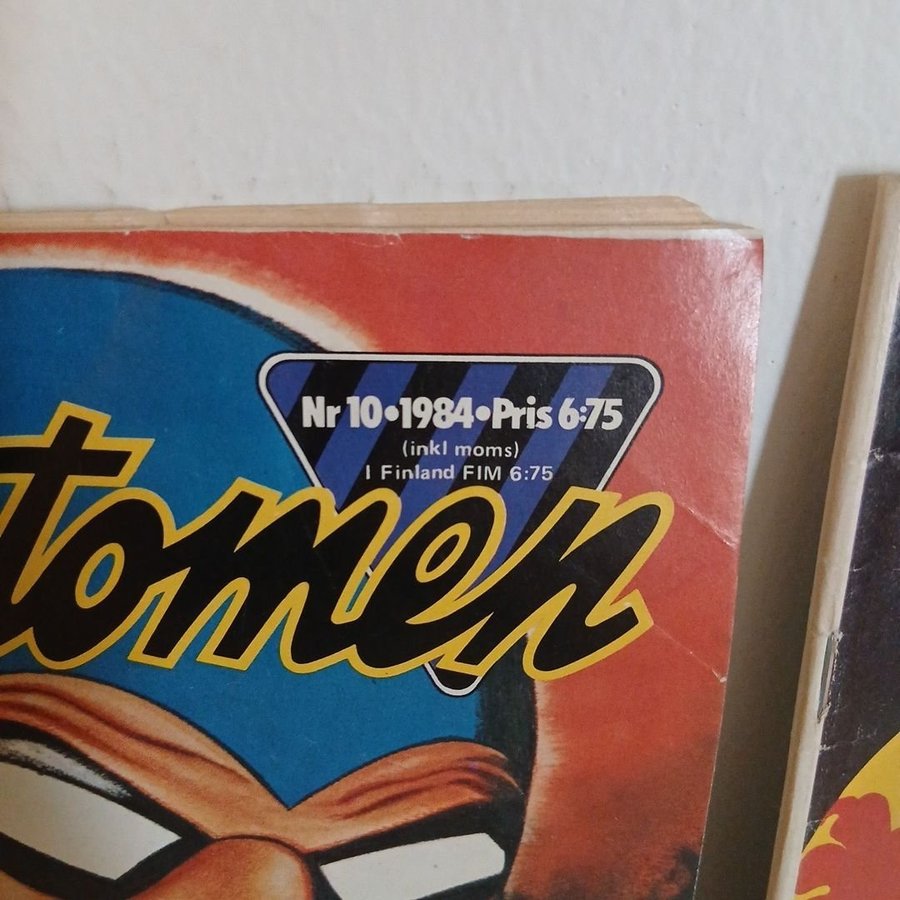 Nr 10•1984•Pris 6:75
(inkl moms)
I Finland FIM 6:75
tomen